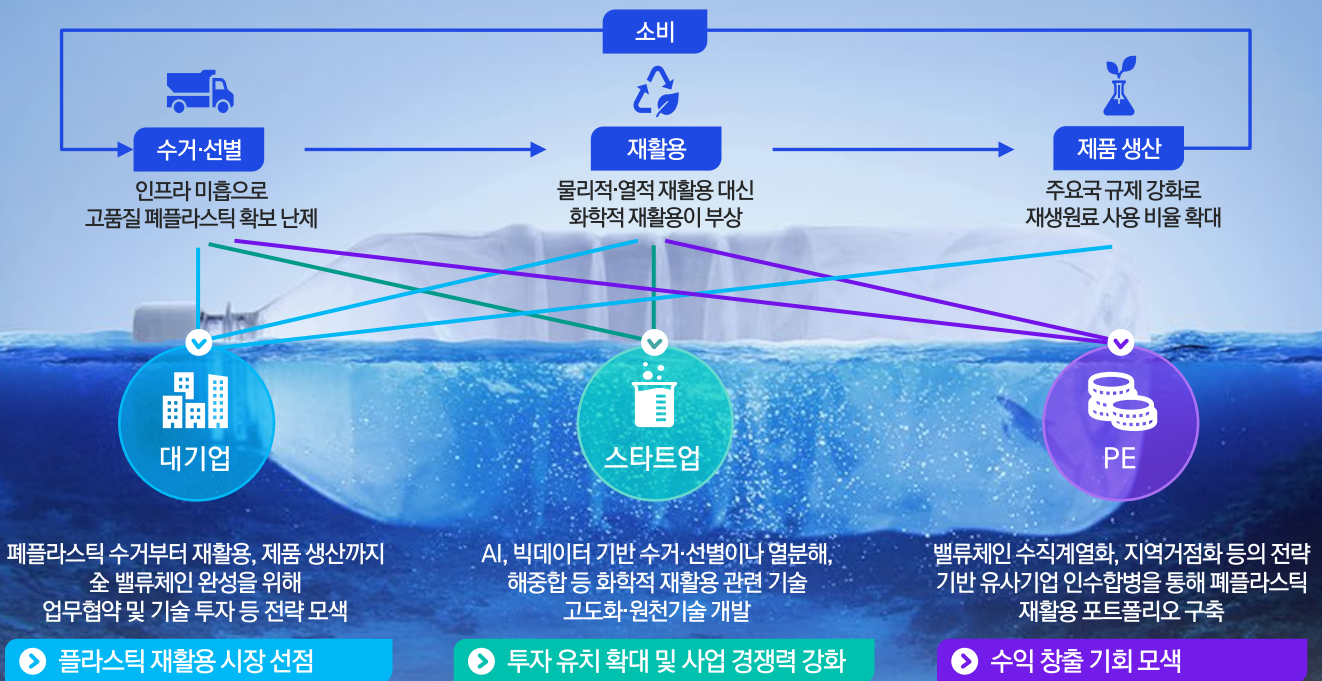 소비
수거·선별
재활용
제품 생산
인프라 미흡으로
고품질 폐플라스틱 확보 난제
물리적·열적 재활용 대신
화학적 재활용이 부상
주요국 규제 강화로
재생원료 사용 비율 확대
대기업
스타트업
PE
폐플라스틱 수거부터 재활용, 제품 생산까지
全 밸류체인 완성을 위해
업무협약 및 기술 투자 등 전략 모색
AI, 빅데이터 기반 수거·선별이나 열분해,
해중합 등 화학적 재활용 관련 기술
고도화·원천기술 개발
밸류체인 수직계열화, 지역거점화 등의 전략
기반 유사기업 인수합병을 통해 폐플라스틱
재활용 포트폴리오 구축
플라스틱 재활용 시장 선점
투자 유치 확대 및 사업 경쟁력 강화
수익 창출 기회 모색